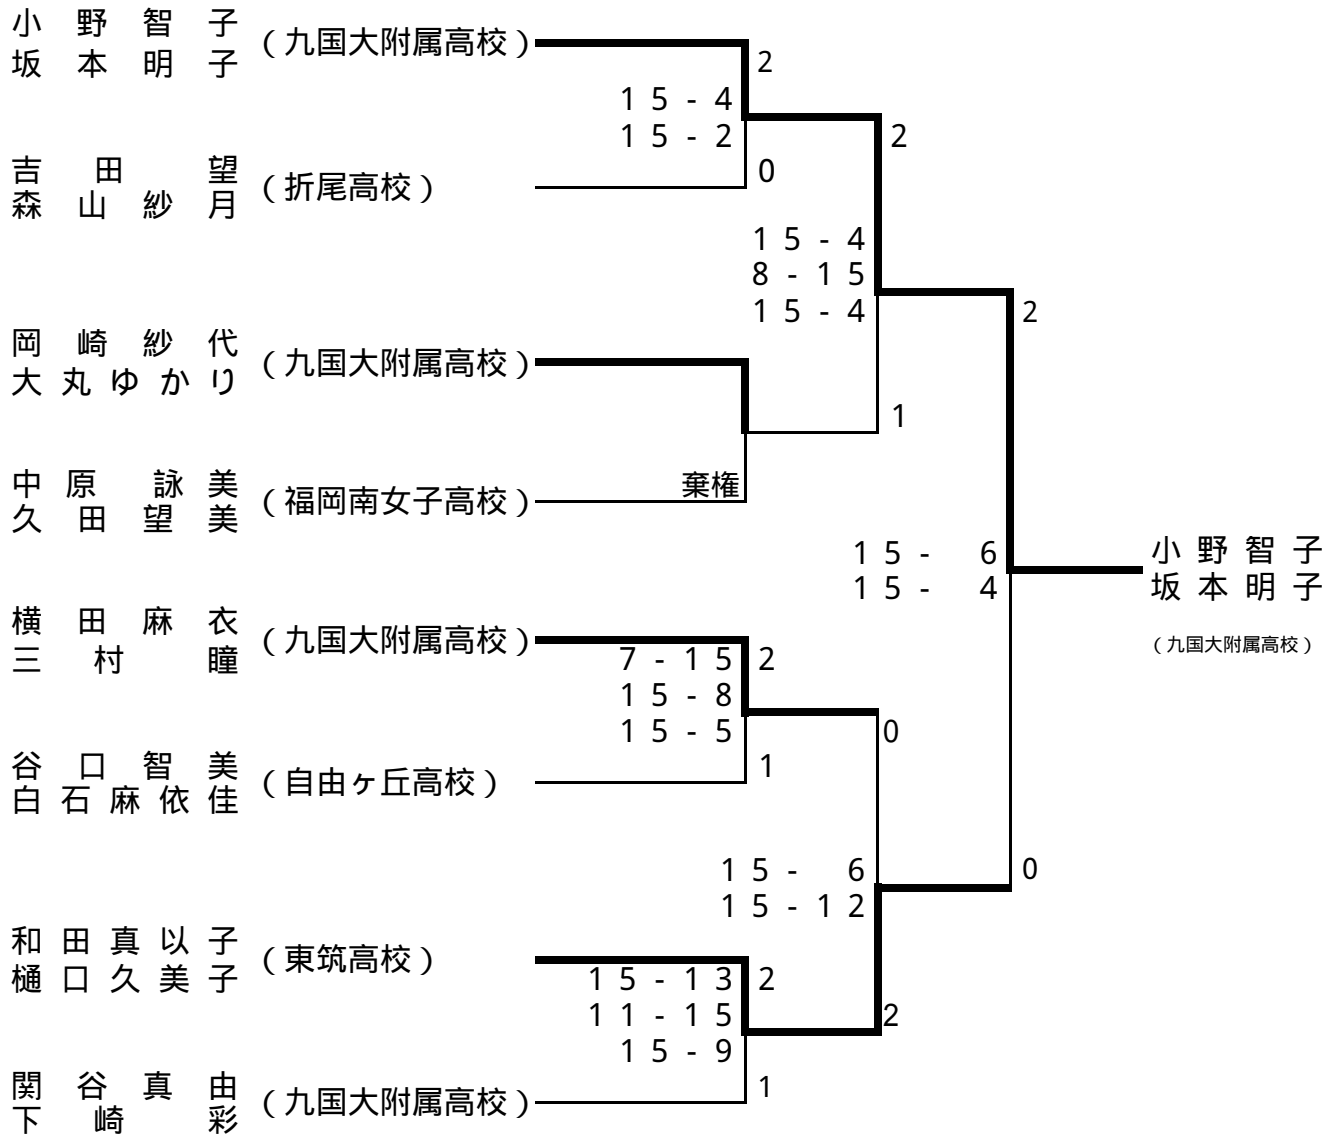 小野智子
坂本明子
(九国大附属高校)
2
15-4
15-2
2
吉田望
森山紗月
(折尾高校)
0
15-4
8-15
15-4
2
岡崎紗代
大丸ゆかり
(九国大附属高校)
1
中原詠美
久田望美
(福岡南女子高校)
棄権
15- 6
15- 4
小野智子
坂本明子
(九国大附属高校)
横田麻衣
三村瞳
(九国大附属高校)
7-15
15-8
15-5
2
0
谷口智美
白石麻依佳
(自由ヶ丘高校)
1
15- 6
15-12
0
和田真以子
樋口久美子
(東筑高校)
15-13
11-15
15-9
2
2
関谷真由
下崎彩
(九国大附属高校)
1